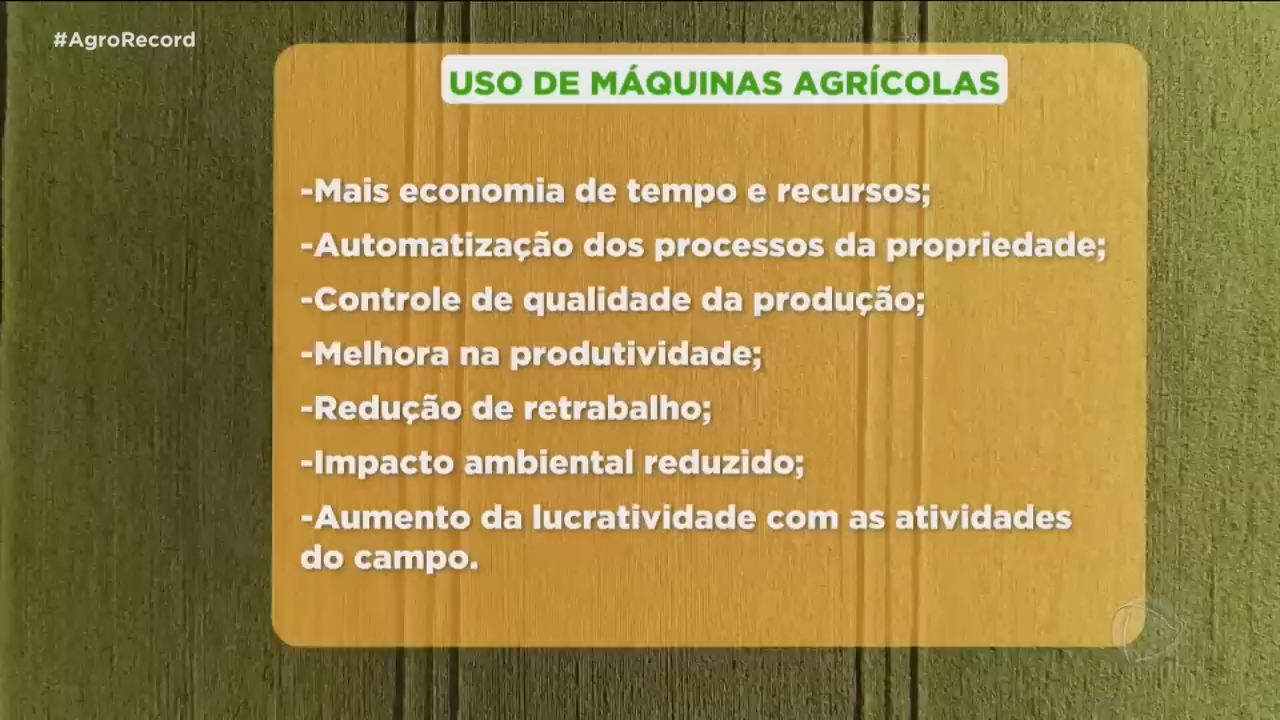 #AgroRecord
USO DE MÁQUINAS AGRÍCOLAS
-Mais economia de tempo e recursos;
-Automatização dos processos da propriedade;
-Controle de qualidade da produção;
-Melhora na produtividade;
-Redução de retrabalho;
-Impacto ambiental reduzido;
-Aumento da lucratividade com as atividades
do campo.